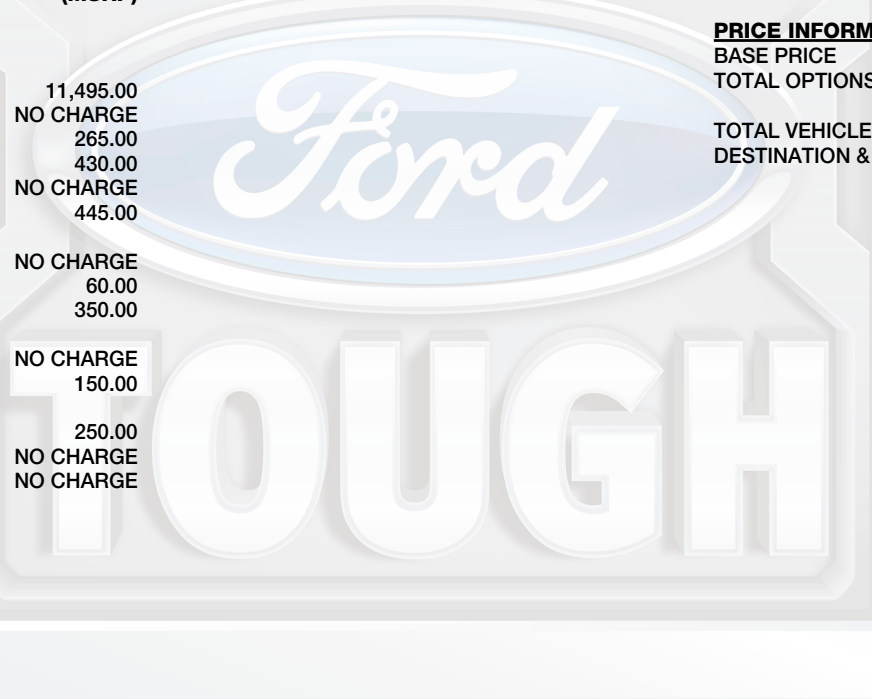 (MSRP)
11,495.00
NO CHARGE
265.00
430.00
NO CHARGE
445.00
NO CHARGE
60.00
350.00
NO CHARGE
150.00
250.00
NO CHARGE
NO CHARGE
PRICE INFORM
BASE PRICE
TOTAL OPTIONS
TOTAL VEHICLE
DESTINATION &
Ford
TOUGH